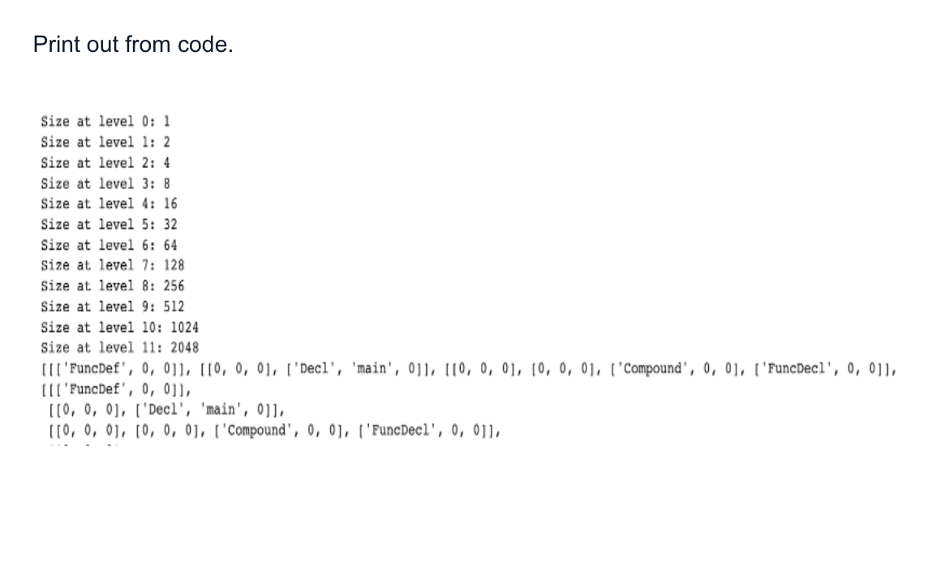 Print out from code.
Size at level 0: 1
Size at level 1: 2
Size at level 2: 4
Size at level 3: 8
Size at level 4: 16
Size at level 5: 32
Size at level 6: 64
Size at level 7: 128
Size at level 8: 256
Size at level 9: 512
Size at level 10: 1024
Size at level 11: 2048
[[['FuncDef', 0, 0]], [[0, 0, 0], ['Decl', 'main', 0]], [[0, 0, 0], [0, 0, 0], ['Compound', 0, 0], ['FuncDecl', 0, 0]],
[[['FuncDef', 0, 0]],
[[0, 0, 0], ['Decl', 'main', 0]],
[[0, 0, 0], [0, 0, 0], ['Compound', 0, 0], ['FuncDecl', 0, 0]],